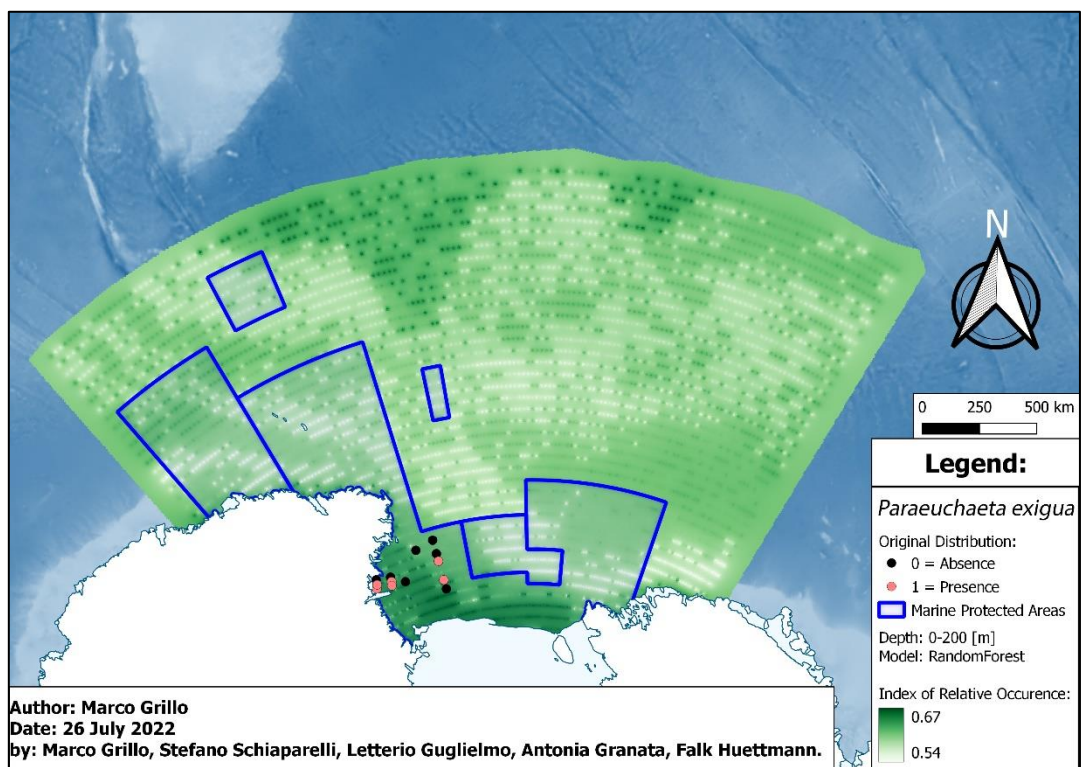 N
0 250 500 km
Legend:
Paraeuchaeta exigua
Original Distribution:
0 = Absence
1 = Presence
Marine Protected Areas
Depth: 0-200 [m]
Model: RandomForest
Index of Relative Occurence:
0.67
0.54
Author: Marco Grillo
Date: 26 July 2022
by: Marco Grillo, Stefano Schiaparelli, Letterio Guglielmo, Antonia Granata, Falk Huettmann.